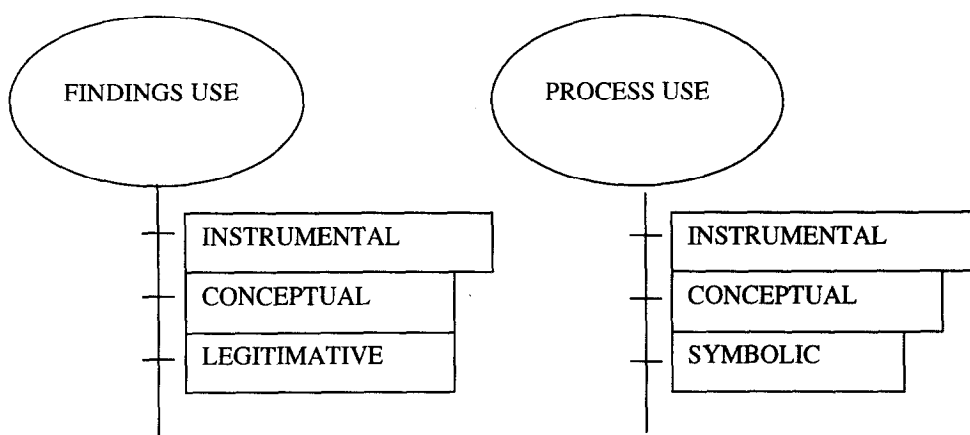 FINDINGS USE
INSTRUMENTAL
CONCEPTUAL
LEGITIMATIVE
PROCESS USE
INSTRUMENTAL
CONCEPTUAL
SYMBOLIC